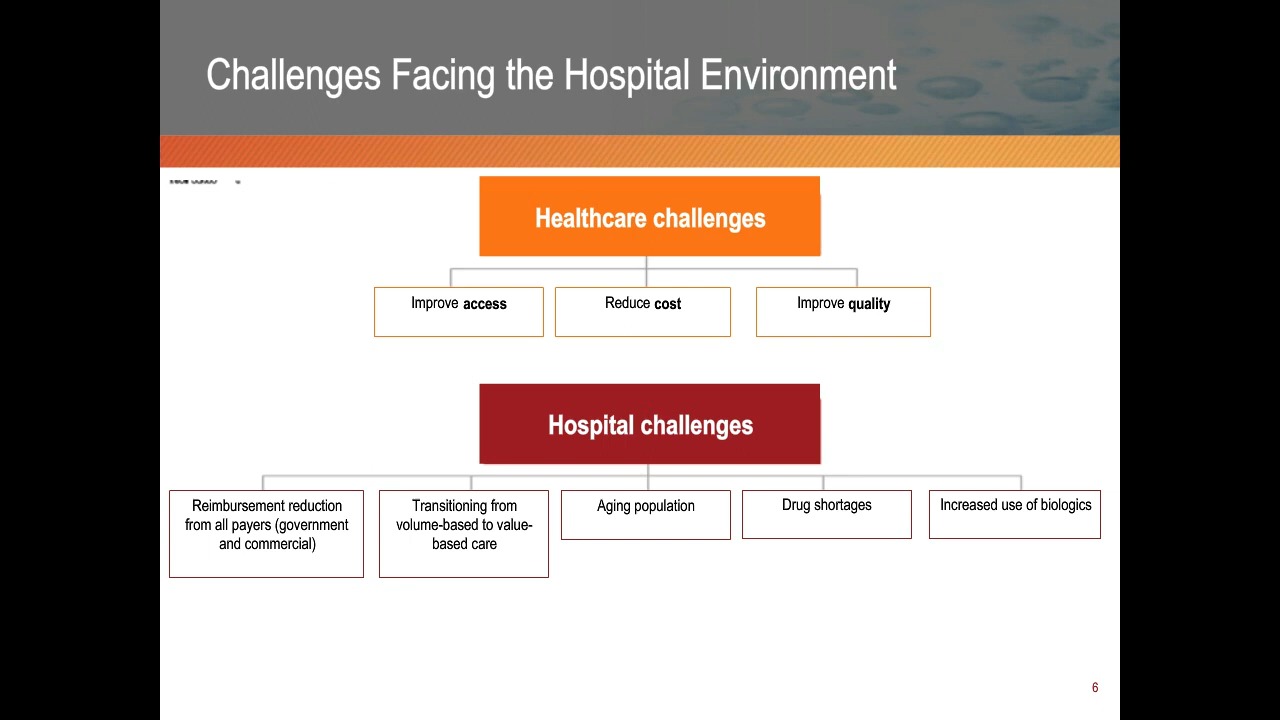 Challenges Facing the Hospital Environment
Healthcare challenges
Improve access
Reduce cost
Improve quality
Hospital challenges
Reimbursement reduction
from all payers (government
and commercial)
Transitioning from
volume-based to value-
based care
Aging population
Drug shortages
Increased use of biologics
6